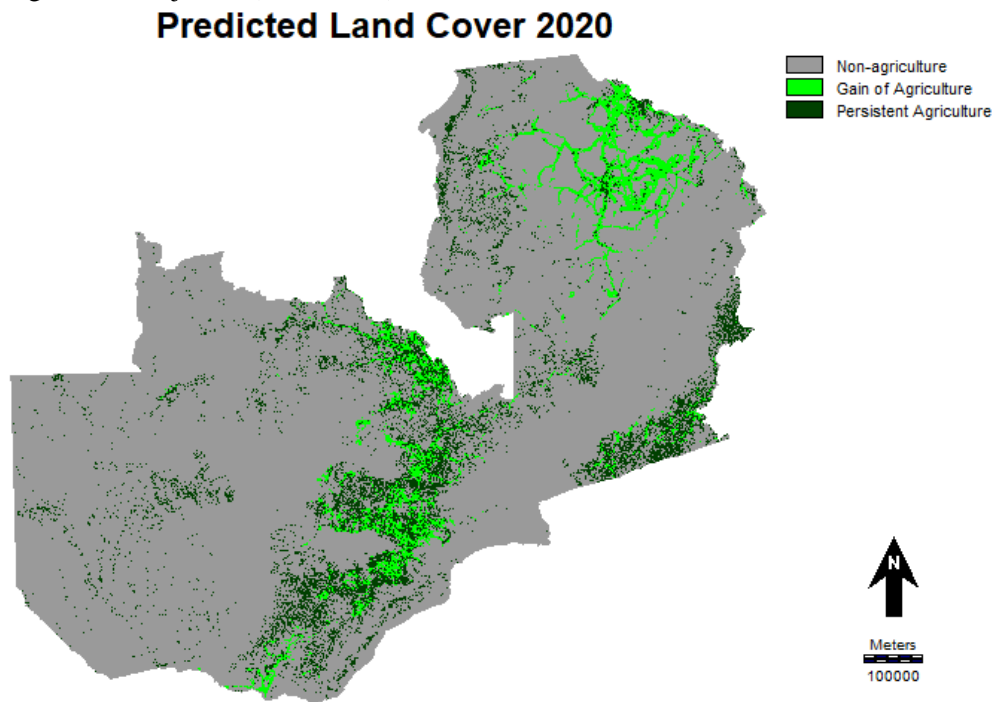 Predicted Land Cover 2020
Non-agriculture
Gain of Agriculture
Persistent Agriculture
N
Meters
100000